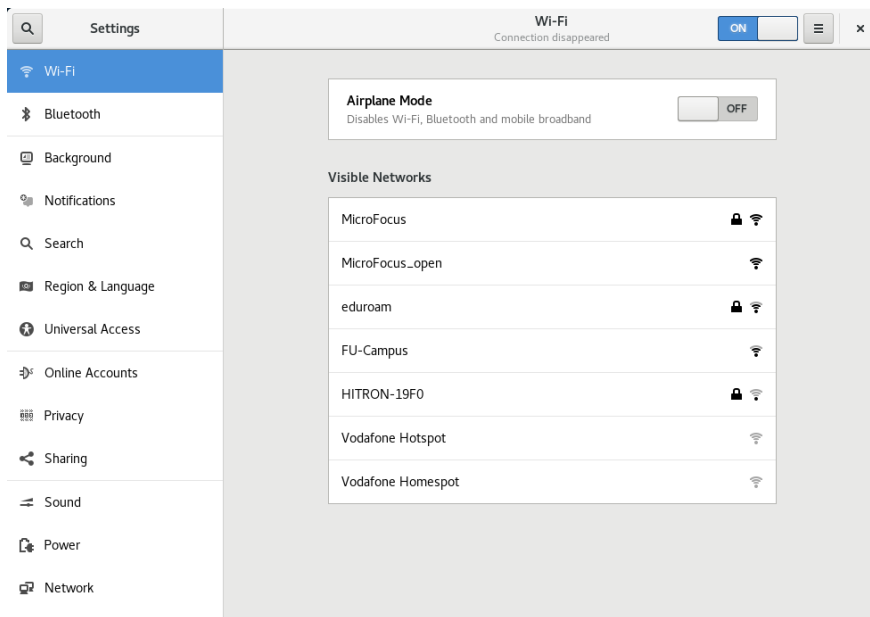 Settings
Wi-Fi
Connection disappeared
ON
Wi-Fi
Bluetooth
Background
Notifications
Search
Region & Language
Universal Access
Online Accounts
Privacy
Sharing
Sound
Power
Network
Airplane Mode
Disables Wi-Fi, Bluetooth and mobile broadband
OFF
Visible Networks
MicroFocus
MicroFocus_open
eduroam
FU-Campus
HITRON-19F0
Vodafone Hotspot
Vodafone Homespot